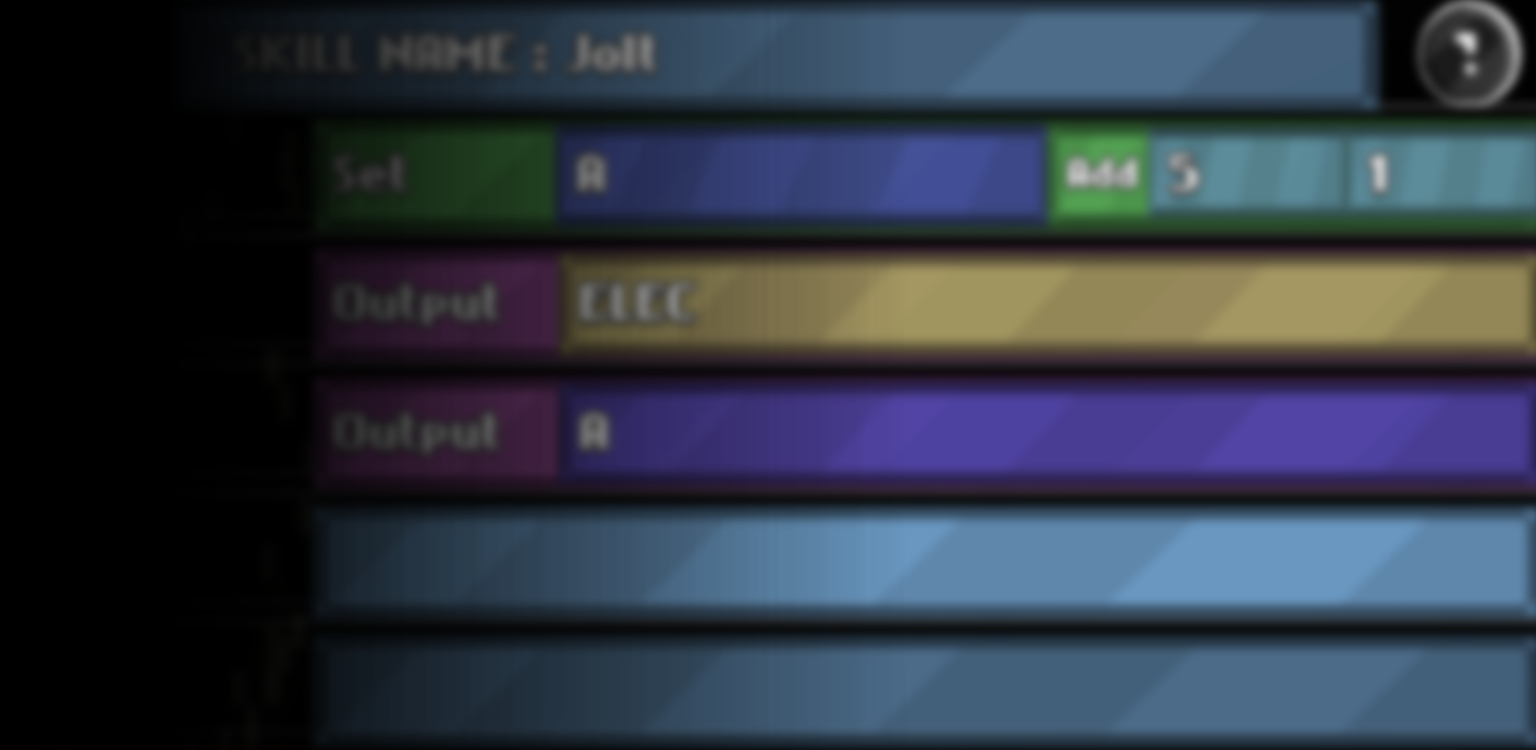 SKILL NAME : Jolt
?
Set A Add 5 1
Output ELEC
Output A